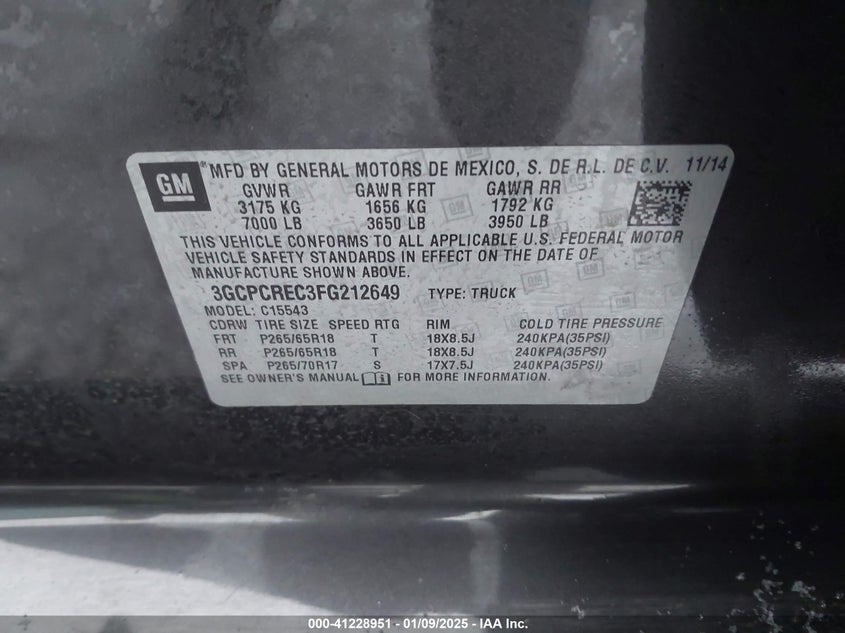 GM ® MFD BY GENERAL MOTORS DE MEXICO, S. DE R.L. DE C.V. 11/14
GVWR GAWR FRT GAWR RR
3175 KG 1656 KG 1792 KG
7000 LB 3650 LB 3950 LB
THIS VEHICLE CONFORMS TO ALL APPLICABLE U.S. FEDERAL MOTOR
VEHICLE SAFETY STANDARDS IN EFFECT ON THE DATE OF
MANUFACTURE SHOWN ABOVE.
3GCPCREC3FG212649 TYPE: TRUCK
MODEL: C15543
CDRW TIRE SIZE SPEED RTG RIM COLD TIRE PRESSURE
FRT P265/65R18 T 18X8.5J 240KPA(35PSI)
RR P265/65R18 T 18X8.5J 240KPA(35PSI)
SPA P265/70R17 S 17X7.5J 240KPA(35PSI)
SEE OWNER'S MANUAL FOR MORE INFORMATION.
000-41228951 - 01/09/2025 - IAA Inc.